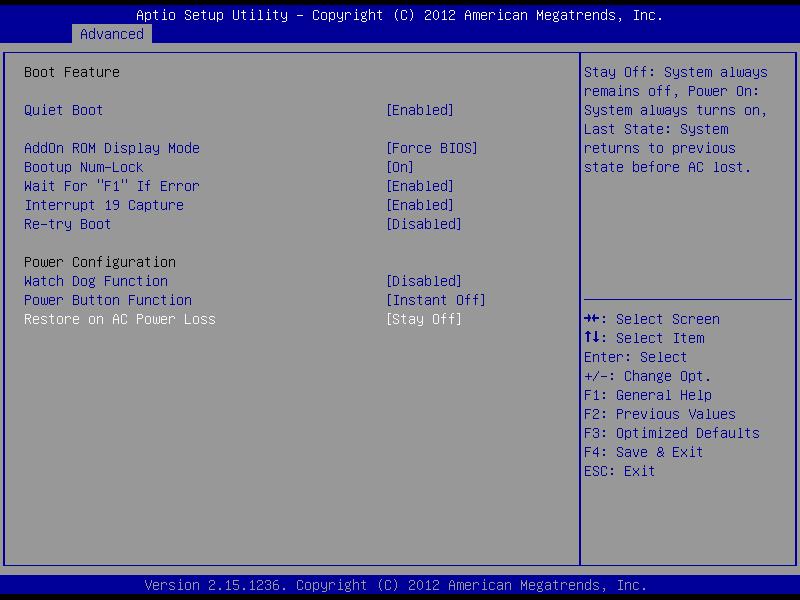 Aptio Setup Utility – Copyright (C) 2012 American Megatrends, Inc.
Advanced
Boot Feature
Quiet Boot [Enabled]
AddOn ROM Display Mode [Force BIOS]
Bootup Num-Lock [On]
Wait For "F1" If Error [Enabled]
Interrupt 19 Capture [Enabled]
Re-try Boot [Disabled]
Power Configuration
Watch Dog Function [Disabled]
Power Button Function [Instant Off]
Restore on AC Power Loss [Stay Off]
Stay Off: System always
remains off, Power On:
System always turns on,
Last State: System
returns to previous
state before AC lost.
→←: Select Screen
↑↓: Select Item
Enter: Select
+/-: Change Opt.
F1: General Help
F2: Previous Values
F3: Optimized Defaults
F4: Save & Exit
ESC: Exit
Version 2.15.1236. Copyright (C) 2012 American Megatrends, Inc.